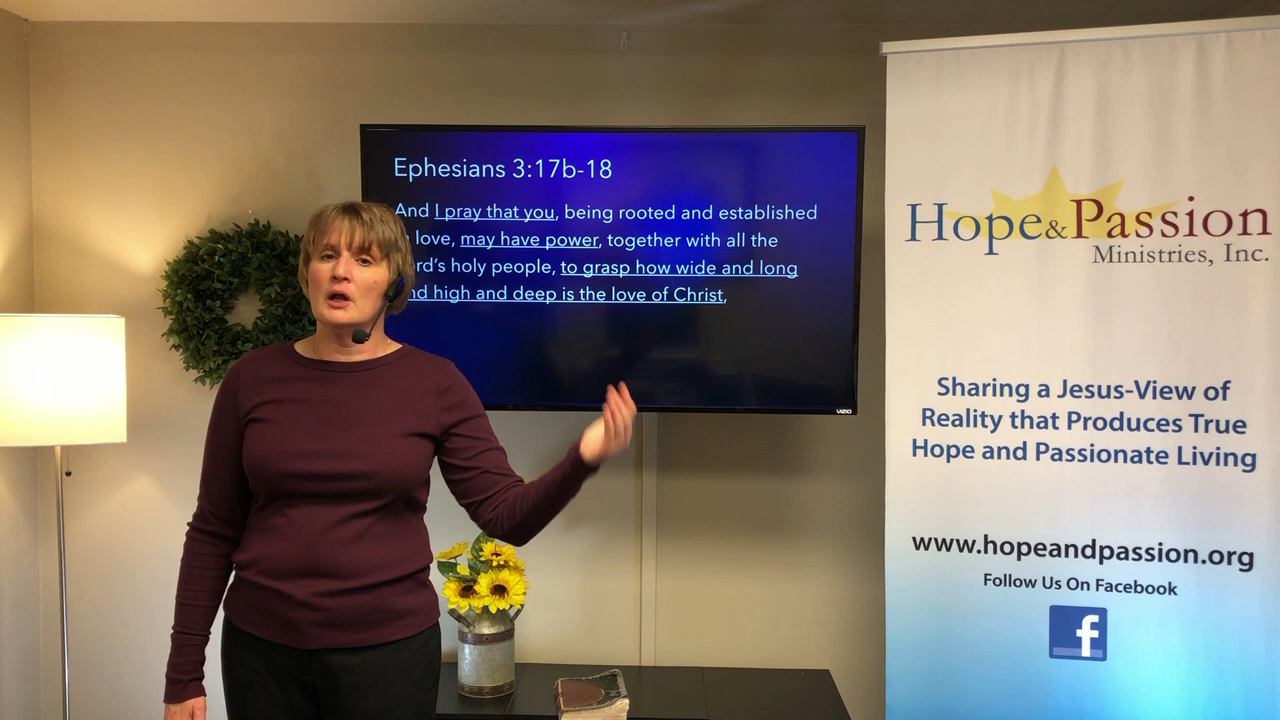 Ephesians 3:17b-18
And I pray that you, being rooted and established
love, may have power, together with all the
holy people, to grasp how wide and long
high and deep is the love of Christ,
VIZIO
Hope&Passion
Ministries, Inc.
Sharing a Jesus-View of
Reality that Produces True
Hope and Passionate Living
www.hopeandpassion.org
Follow Us On Facebook
f